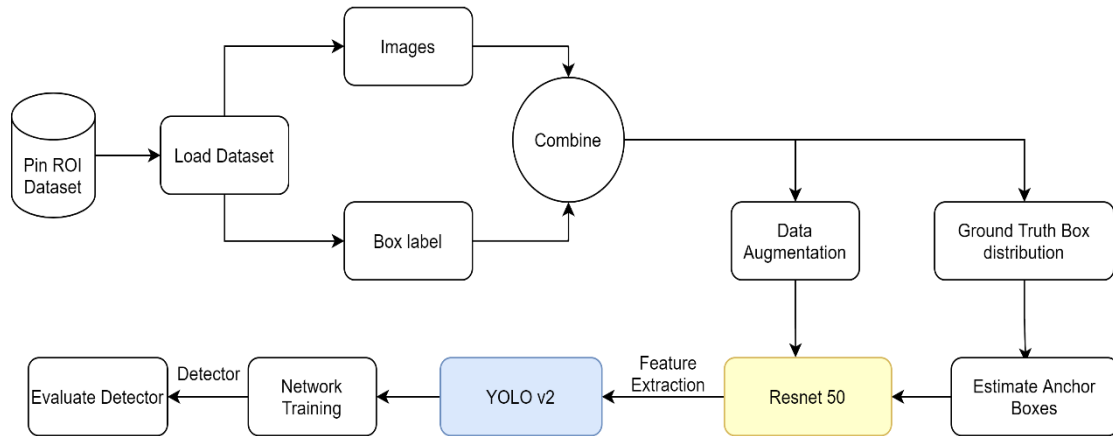 Images
Pin ROI
Dataset
Load Dataset
Combine
Box label
Data
Augmentation
Ground Truth Box
distribution
Evaluate Detector
Detector
Network
Training
YOLO v2
Feature
Extraction
Resnet 50
Estimate Anchor
Boxes